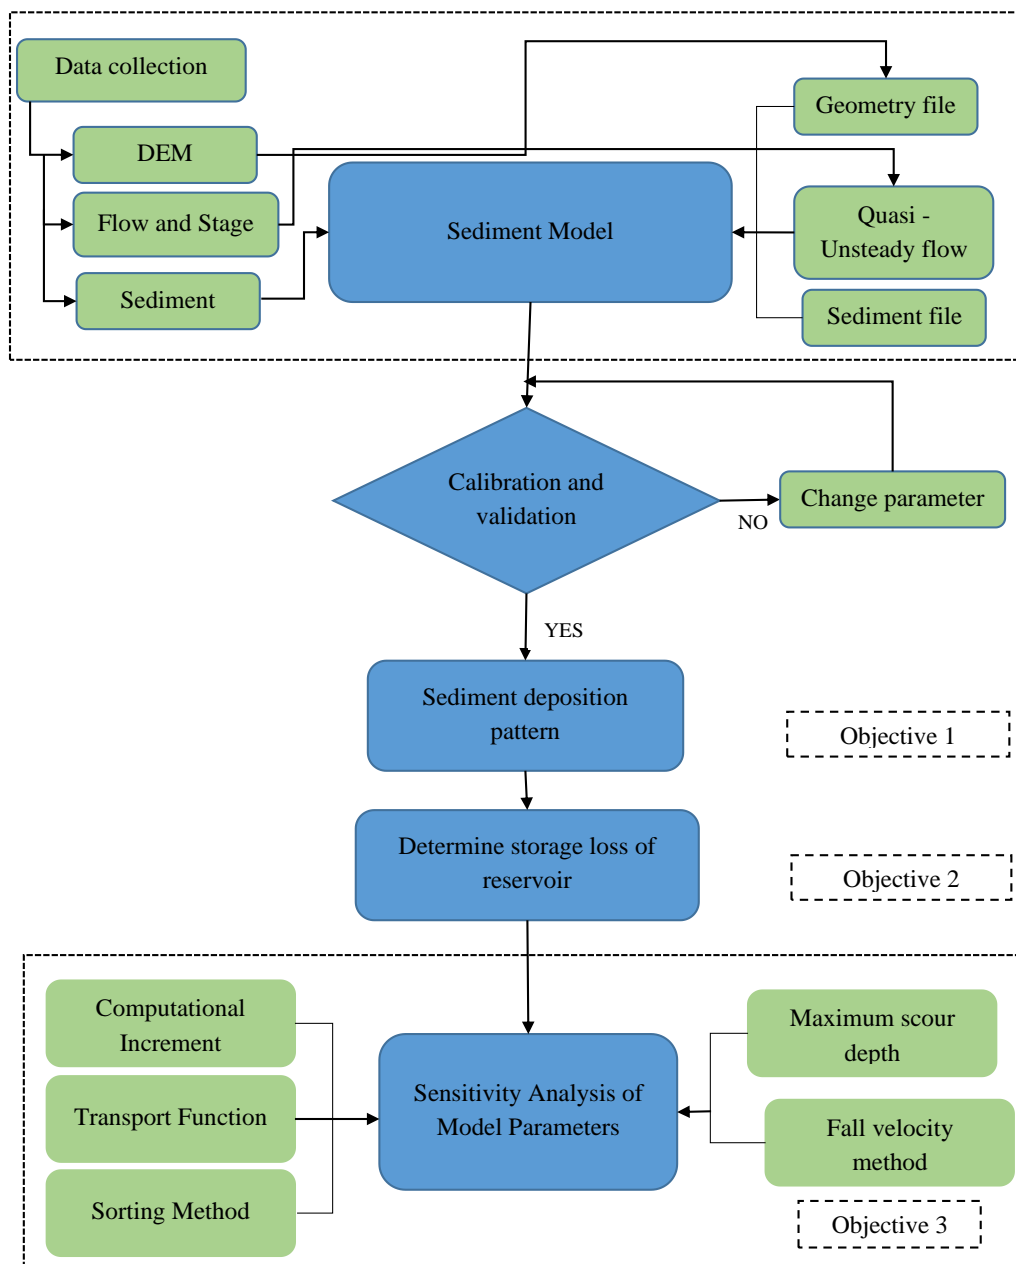 Data collection
DEM
Flow and Stage
Sediment
Sediment Model
Geometry file
Quasi -
Unsteady flow
Sediment file
Calibration and
validation
NO
Change parameter
YES
Sediment deposition
pattern
Objective 1
Determine storage loss of
reservoir
Objective 2
Computational
Increment
Transport Function
Sorting Method
Sensitivity Analysis of
Model Parameters
Maximum scour
depth
Fall velocity
method
Objective 3